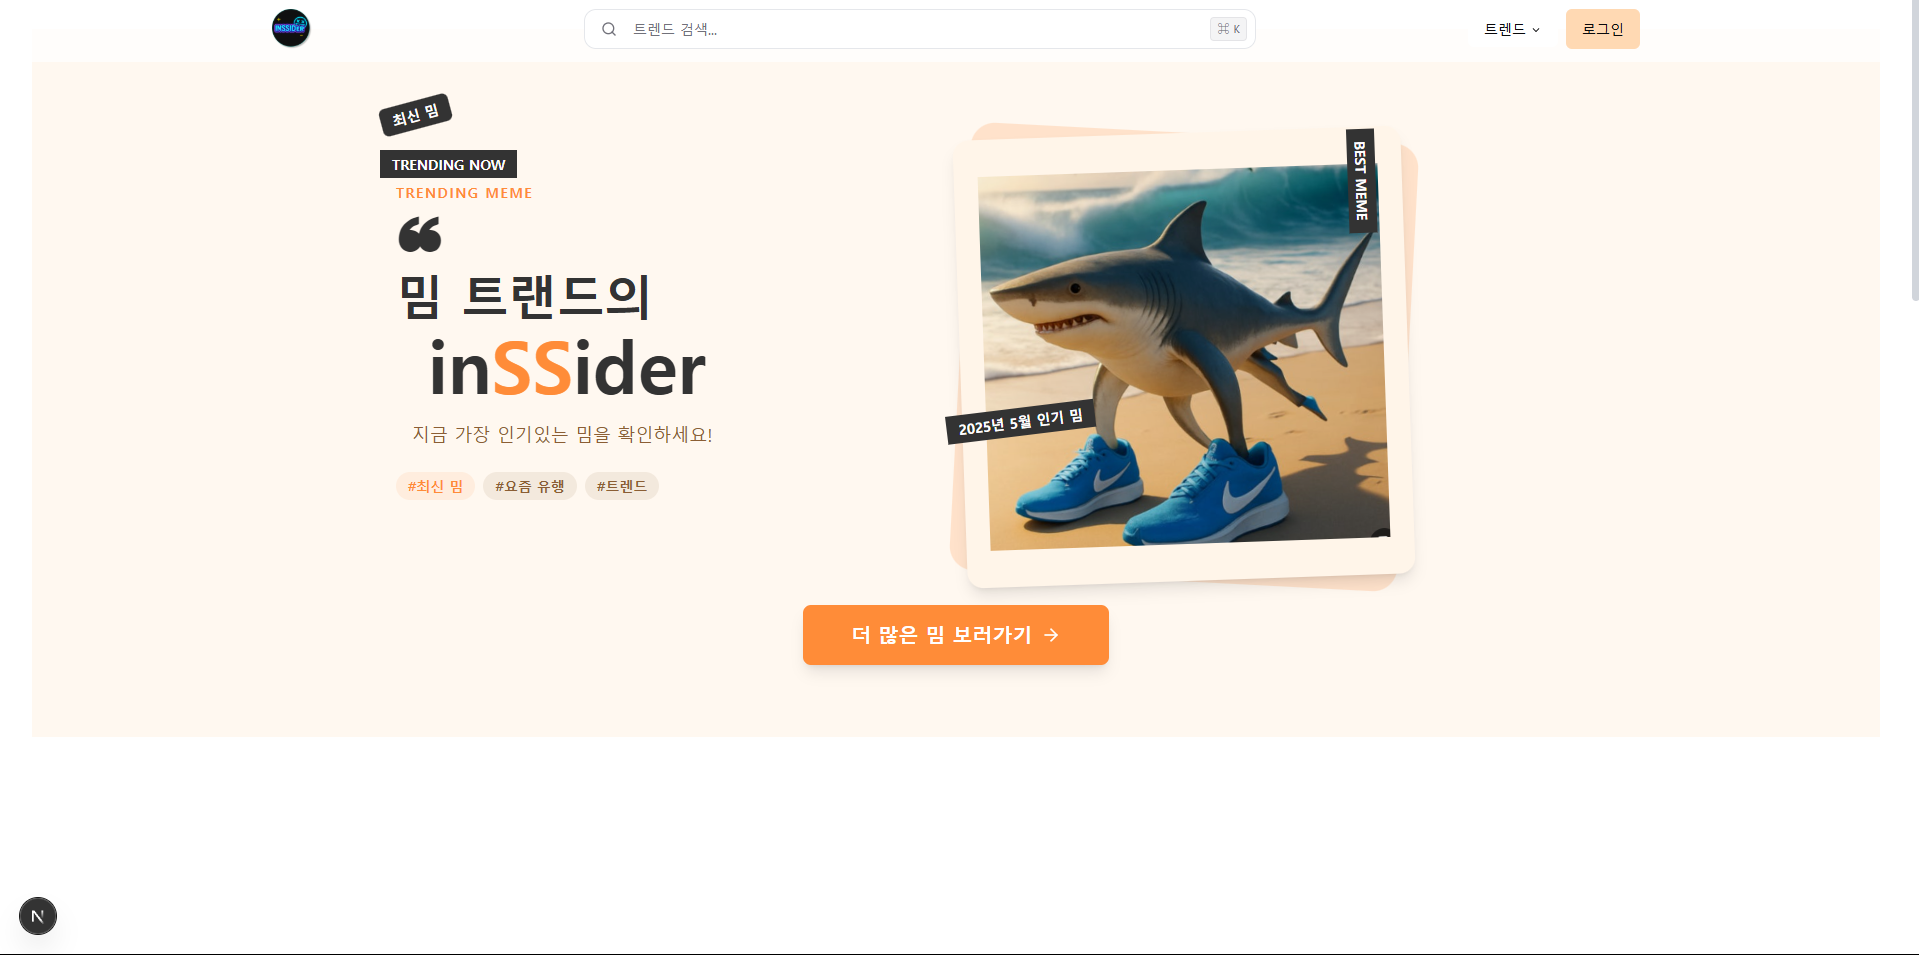 INSSIDER
트렌드 검색...
⌘ K
트렌드
로그인
최신 밈
TRENDING NOW
TRENDING MEME
❝
밈 트랜드의
inSSider
지금 가장 인기있는 밈을 확인하세요!
#최신 밈
#요즘 유행
#트렌드
BEST MEME
2025년 5월 인기 밈
더 많은 밈 보러가기 →
N